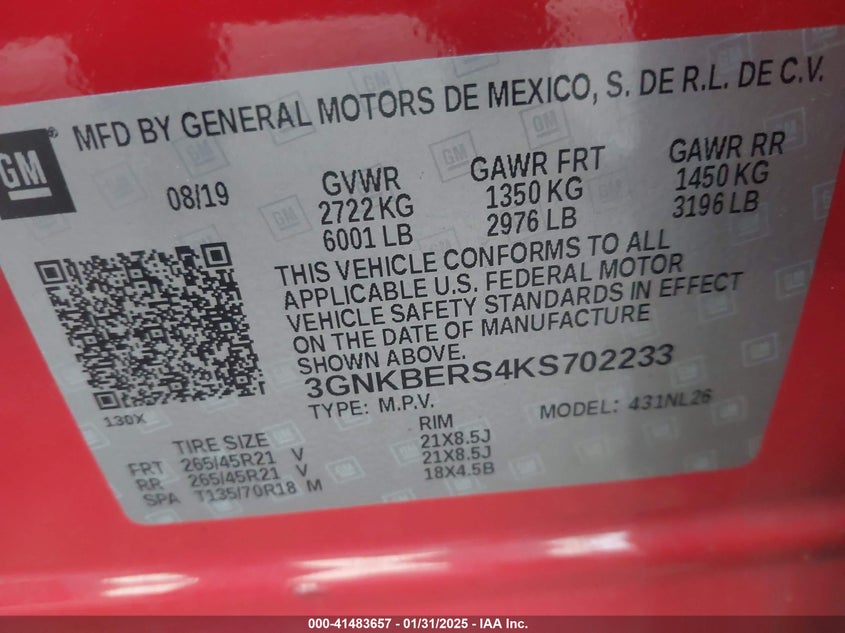 MFD BY GENERAL MOTORS DE MEXICO, S. DE R.L. DE C.V.
GM ®
08/19 GVWR GAWR FRT GAWR RR
2722 KG 1350 KG 1450 KG
6001 LB 2976 LB 3196 LB
THIS VEHICLE CONFORMS TO ALL
APPLICABLE U.S. FEDERAL MOTOR
VEHICLE SAFETY STANDARDS IN EFFECT
ON THE DATE OF MANUFACTURE
SHOWN ABOVE.
3GNKBERS4KS702233
130X TYPE: M.P.V. MODEL: 431NL26
TIRE SIZE RIM
FRT 265/45R21 V 21X8.5J
RR 265/45R21 V 21X8.5J
SPA T135/70R18 M 18X4.5B
000-41483657 - 01/31/2025 - IAA Inc.